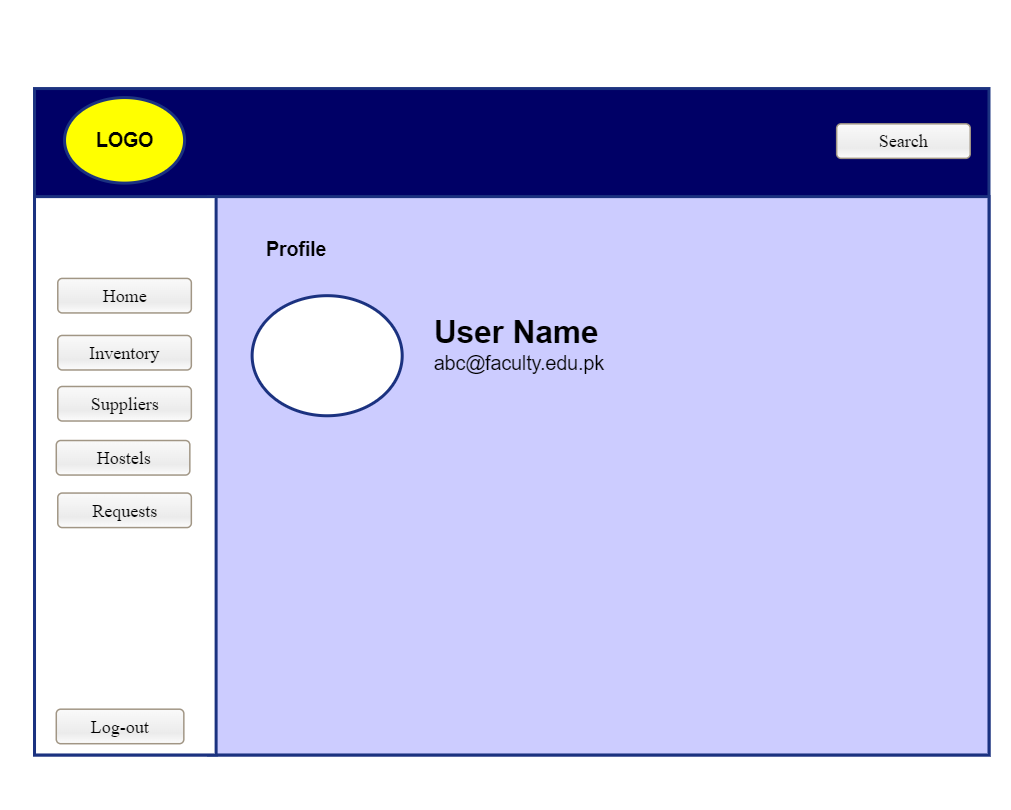 LOGO
Search
Profile
Home
User Name
Inventory
abc@faculty.edu.pk
Suppliers
Hostels
Requests
Log-out